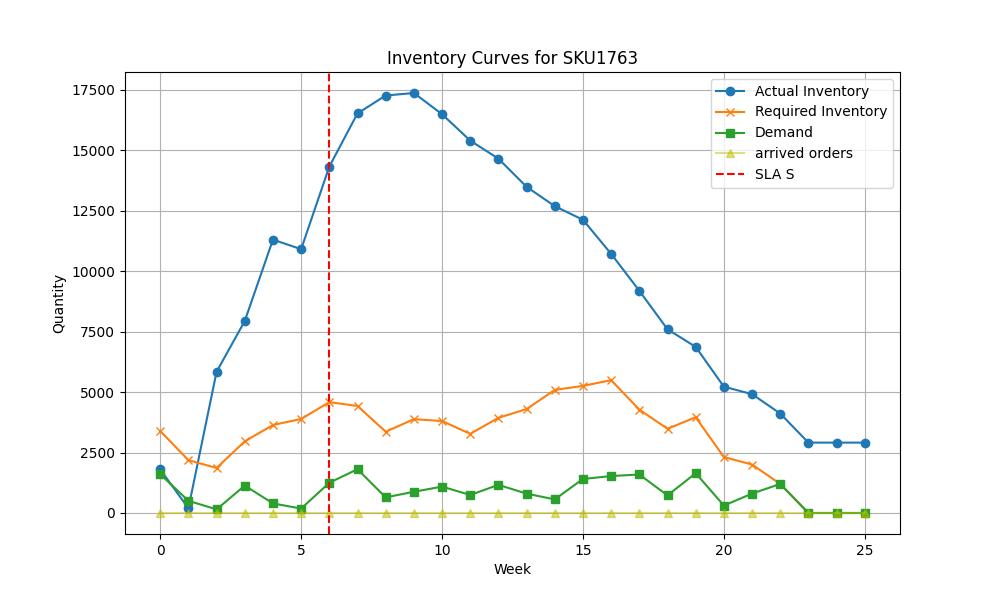 Inventory Curves for SKU1763
Actual Inventory
Required Inventory
Demand
arrived orders
SLA S
Quantity
17500
15000
12500
10000
7500
5000
2500
0
0 5 10 15 20 25
Week